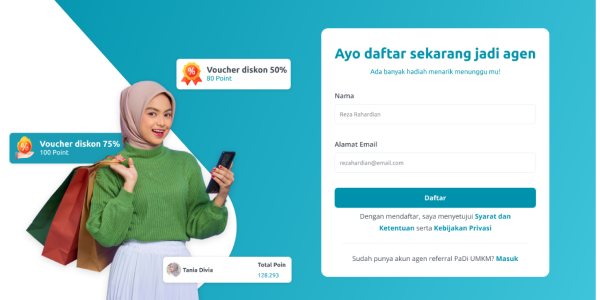 Voucher diskon 50%
80 Point
Voucher diskon 75%
100 Point
Tania Divia
Total Poin
128.293
Ayo daftar sekarang jadi agen
Ada banyak hadiah menarik menunggu mu!
Nama
Reza Rahardian
Alamat Email
rezahardian@email.com
Daftar
Dengan mendaftar, saya menyetujui Syarat dan
Ketentuan serta Kebijakan Privasi
Sudah punya akun agen referral PaDi UMKM? Masuk